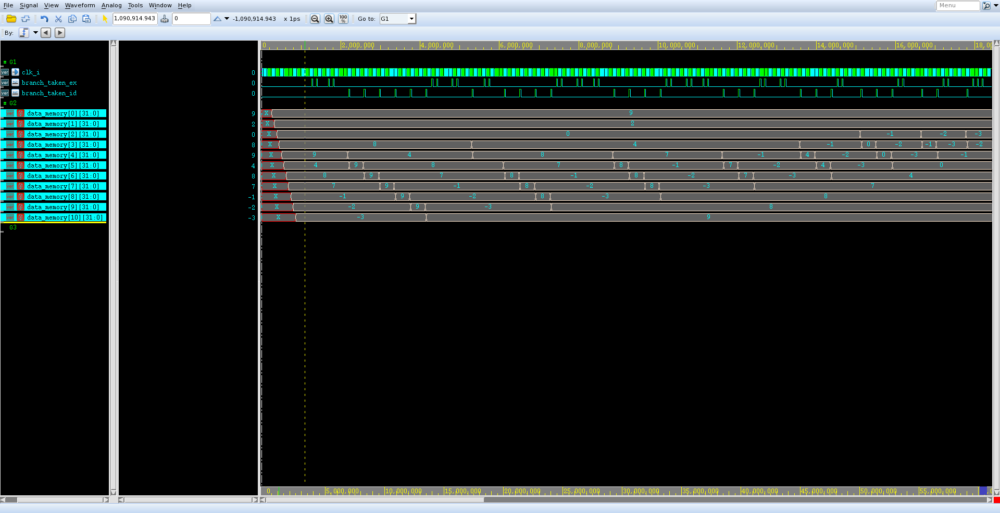 File Signal View Waveform Analog Tools Window Help Menu
1,090,914.943 0 -1,090,914.943 x 1ps 100% Go to: G1
By:
0 2,000,000 4,000,000 6,000,000 8,000,000 10,000,000 12,000,000 14,000,000 16,000,000 18,0
= G1
ver clk_i 0
ver branch_taken_ex 0
ver branch_taken_id 0
= G2
ver data_memory[0][31:0] 9 X 9
ver data_memory[1][31:0] 2 X 2
ver data_memory[2][31:0] 0 X 0 -1 -2 -3
ver data_memory[3][31:0] 8 X 8 4 -1 0 -2 -1 -3 -2
ver data_memory[4][31:0] 9 X 9 4 8 7 -1 4 -2 0 -3 -1
ver data_memory[5][31:0] 4 X 4 9 8 7 8 -1 7 -2 4 -3 0
ver data_memory[6][31:0] 8 X 8 9 7 8 -1 8 -2 7 -3 4
ver data_memory[7][31:0] 7 X 7 9 -1 8 -2 8 -3 7
ver data_memory[8][31:0] -1 X -1 9 -2 8 -3 8
ver data_memory[9][31:0] -2 X -2 9 -3 8
ver data_memory[10][31:0] -3 X -3 9
G3
0 5,000,000 10,000,000 15,000,000 20,000,000 25,000,000 30,000,000 35,000,000 40,000,000 45,000,000 50,000,000 55,000,000